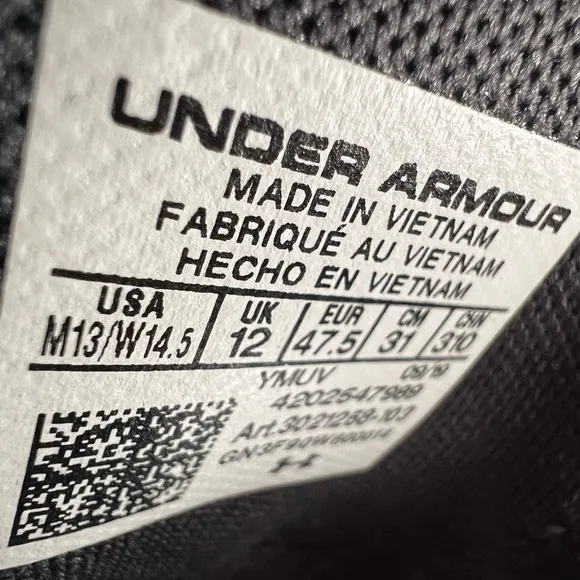 UNDER ARMOUR
MADE IN VIETNAM
FABRIQUÉ AU VIETNAM
HECHO EN VIETNAM
USA UK EUR CM CHN
M13/W14.5 12 47.5 31 310
YMUV 09/19
4202547989
Art.3021258-103